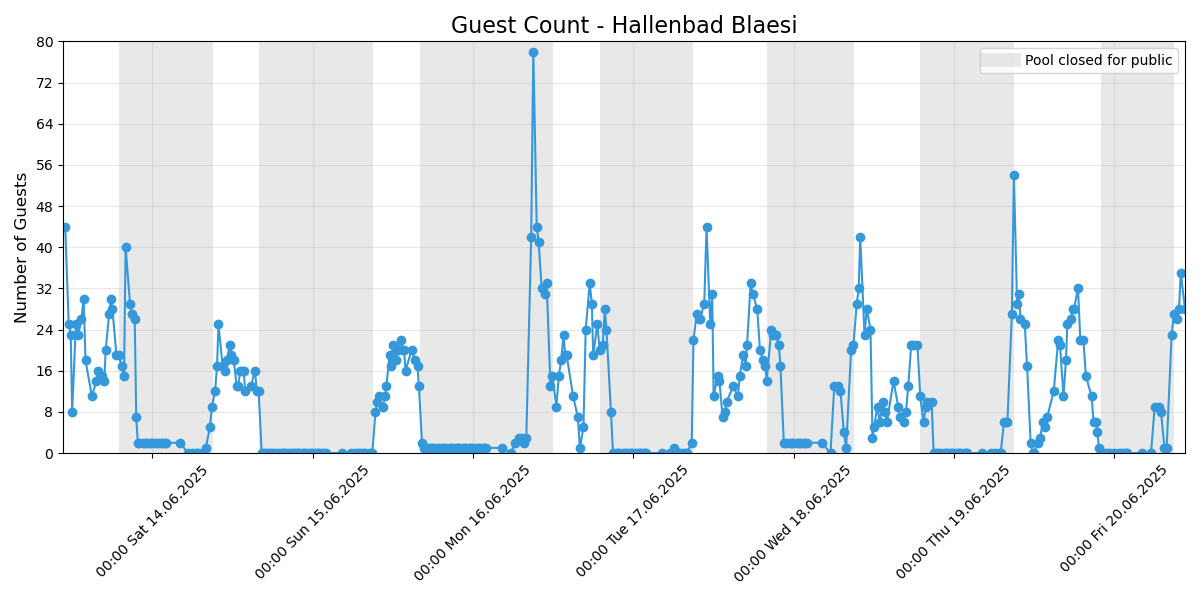 Guest Count - Hallenbad Blaesi
Pool closed for public
Number of Guests
80
72
64
56
48
40
32
24
16
8
0
00:00 Sat 14.06.2025
00:00 Sun 15.06.2025
00:00 Mon 16.06.2025
00:00 Tue 17.06.2025
00:00 Wed 18.06.2025
00:00 Thu 19.06.2025
00:00 Fri 20.06.2025